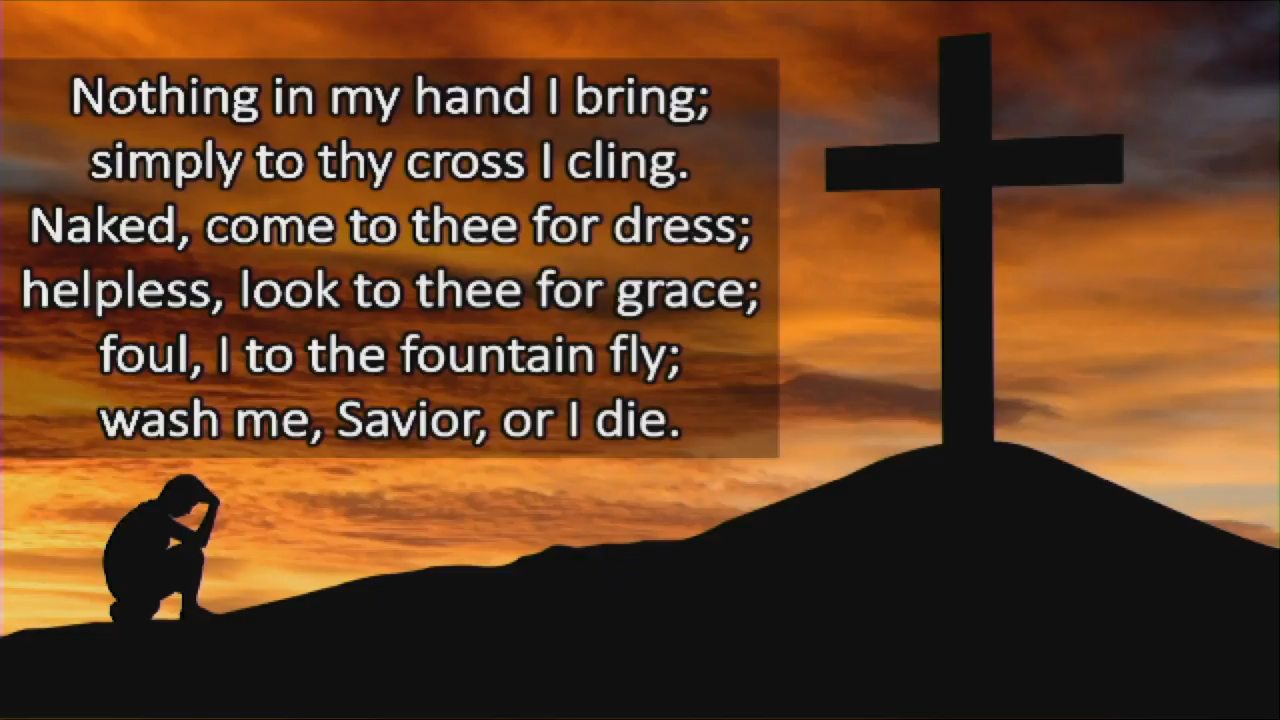 Nothing in my hand I bring;
simply to thy cross I cling.
Naked, come to thee for dress;
helpless, look to thee for grace;
foul, I to the fountain fly;
wash me, Savior, or I die.